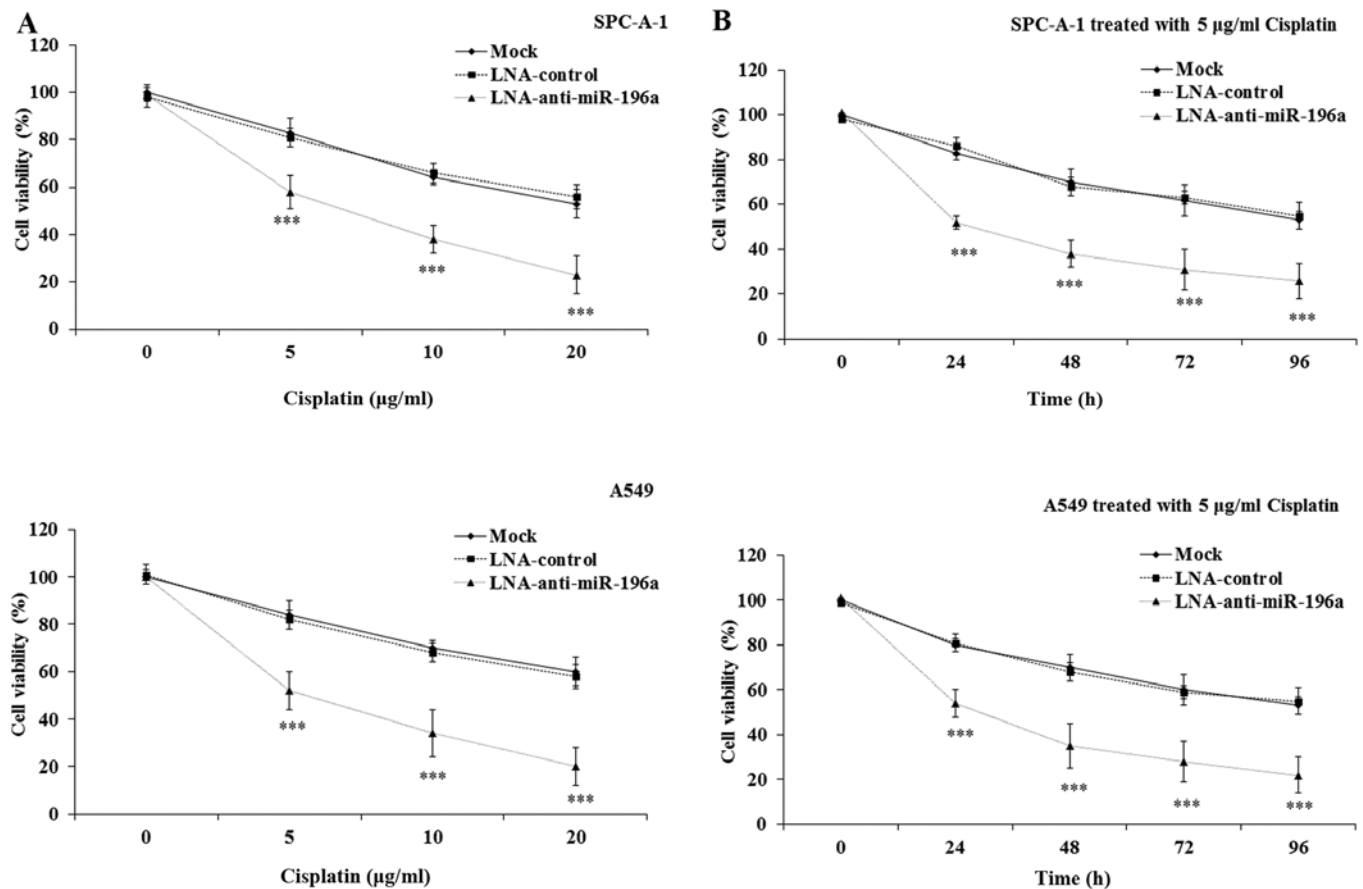 A
SPC-A-1
120
100
80
60
40
20
0
Cell viability (%)
Mock
LNA-control
LNA-anti-miR-196a
***
***
***
0 5 10 20
Cisplatin (μg/ml)
B
SPC-A-1 treated with 5 μg/ml Cisplatin
120
100
80
60
40
20
0
Cell viability (%)
Mock
LNA-control
LNA-anti-miR-196a
***
***
***
***
0 24 48 72 96
Time (h)
A549
120
100
80
60
40
20
0
Cell viability (%)
Mock
LNA-control
LNA-anti-miR-196a
***
***
***
0 5 10 20
Cisplatin (μg/ml)
A549 treated with 5 μg/ml Cisplatin
120
100
80
60
40
20
0
Cell viability (%)
Mock
LNA-control
LNA-anti-miR-196a
***
***
***
***
0 24 48 72 96
Time (h)